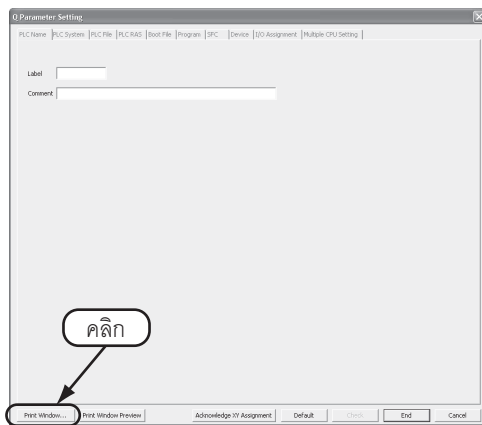 Q Parameter Setting
PLC Name PLC System PLC File PLC RAS Boot File Program SFC Device I/O Assignment Multiple CPU Setting
Label
Comment
คลิก
Print Window... Print Window Preview Acknowledge XY Assignment Default Check End Cancel